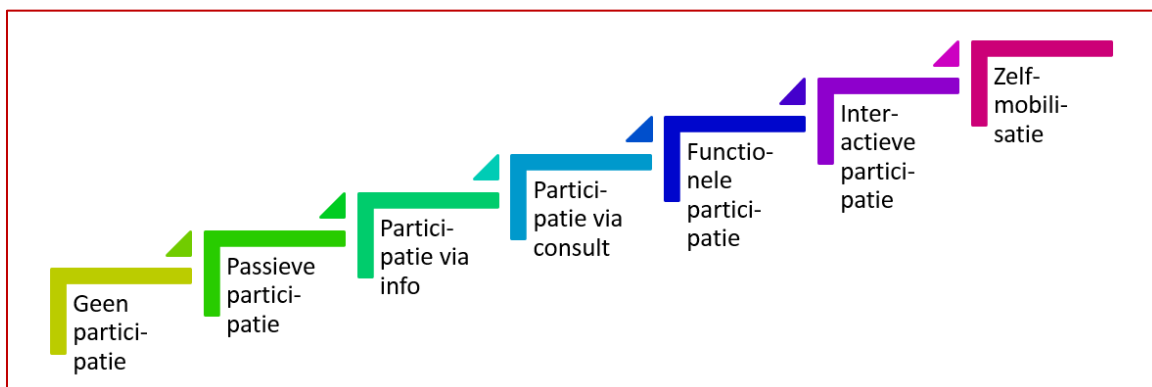 Geen
partici-
patie
Passieve
partici-
patie
Partici-
patie via
info
Partici-
patie via
consult
Functio-
nele
partici-
patie
Inter-
actieve
partici-
patie
Zelf-
mobili-
satie